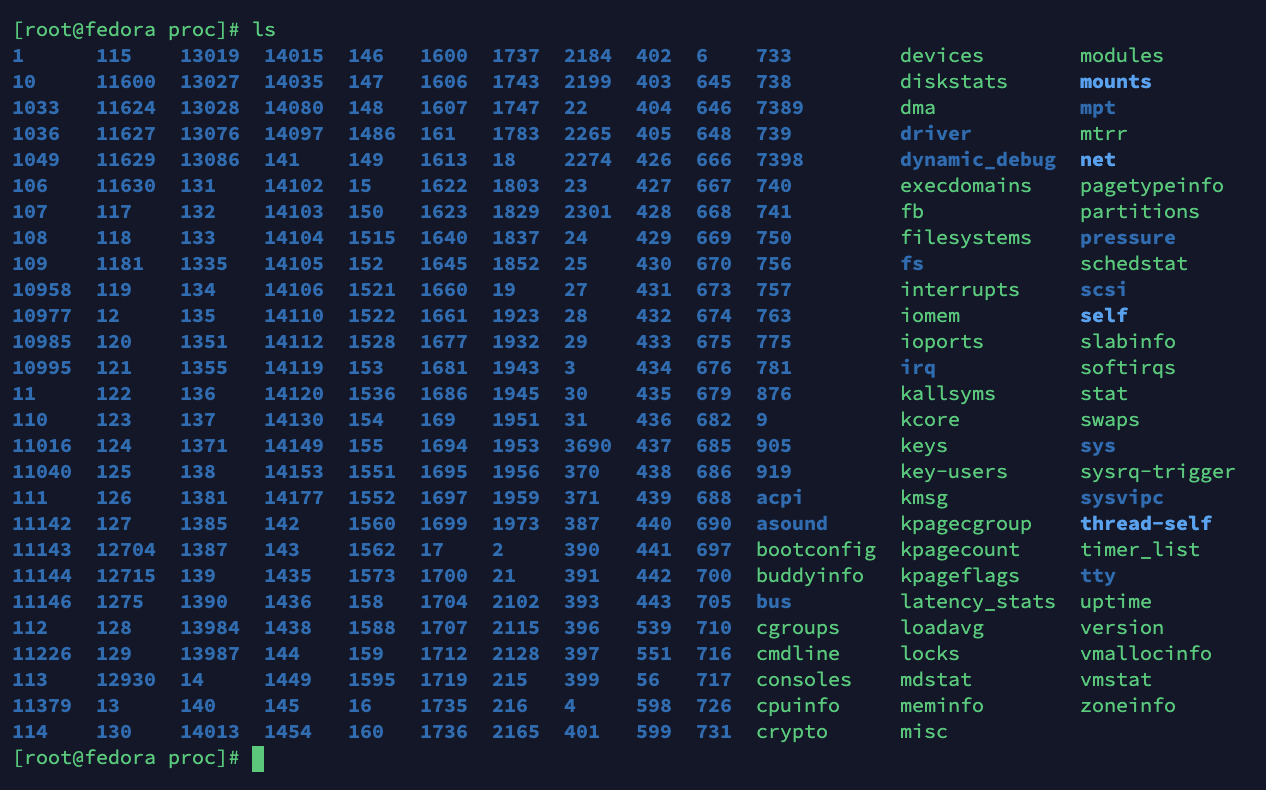 [root@fedora proc]# ls
1      115    13019  14015  146   1600  1737  2184  402  6    733         devices       modules
10     11600  13027  14035  147   1606  1743  2199  403  645  738         diskstats     mounts
1033   11624  13028  14080  148   1607  1747  22    404  646  7389        dma           mpt
1036   11627  13076  14097  1486  161   1783  2265  405  648  739         driver        mtrr
1049   11629  13086  141    149   1613  18    2274  426  666  7398        dynamic_debug net
106    11630  131    14102  15    1622  1803  23    427  667  740         execdomains   pagetypeinfo
107    117    132    14103  150   1623  1829  2301  428  668  741         fb            partitions
108    118    133    14104  1515  1640  1837  24    429  669  750         filesystems   pressure
109    1181   1335   14105  152   1645  1852  25    430  670  756         fs            schedstat
10958  119    134    14106  1521  1660  19    27    431  673  757         interrupts    scsi
10977  12     135    14110  1522  1661  1923  28    432  674  763         iomem         self
10985  120    1351   14112  1528  1677  1932  29    433  675  775         ioports       slabinfo
10995  121    1355   14119  153   1681  1943  3     434  676  781         irq           softirqs
11     122    136    14120  1536  1686  1945  30    435  679  876         kallsyms      stat
110    123    137    14130  154   169   1951  31    436  682  9           kcore         swaps
11016  124    1371   14149  155   1694  1953  3690  437  685  905         keys          sys
11040  125    138    14153  1551  1695  1956  370   438  686  919         key-users     sysrq-trigger
111    126    1381   14177  1552  1697  1959  371   439  688  acpi        kmsg          sysvipc
11142  127    1385   142    1560  1699  1973  387   440  690  asound      kpagecgroup   thread-self
11143  12704  1387   143    1562  17    2     390   441  697  bootconfig  kpagecount    timer_list
11144  12715  139    1435   1573  1700  21    391   442  700  buddyinfo   kpageflags    tty
11146  1275   1390   1436   158   1704  2102  393   443  705  bus         latency_stats uptime
112    128    13984  1438   1588  1707  2115  396   539  710  cgroups     loadavg       version
11226  129    13987  144    159   1712  2128  397   551  716  cmdline     locks         vmallocinfo
113    12930  14     1449   1595  1719  215   399   56   717  consoles    mdstat        vmstat
11379  13     140    145    16    1735  216   4     598  726  cpuinfo     meminfo       zoneinfo
114    130    14013  1454   160   1736  2165  401   599  731  crypto      misc
[root@fedora proc]#